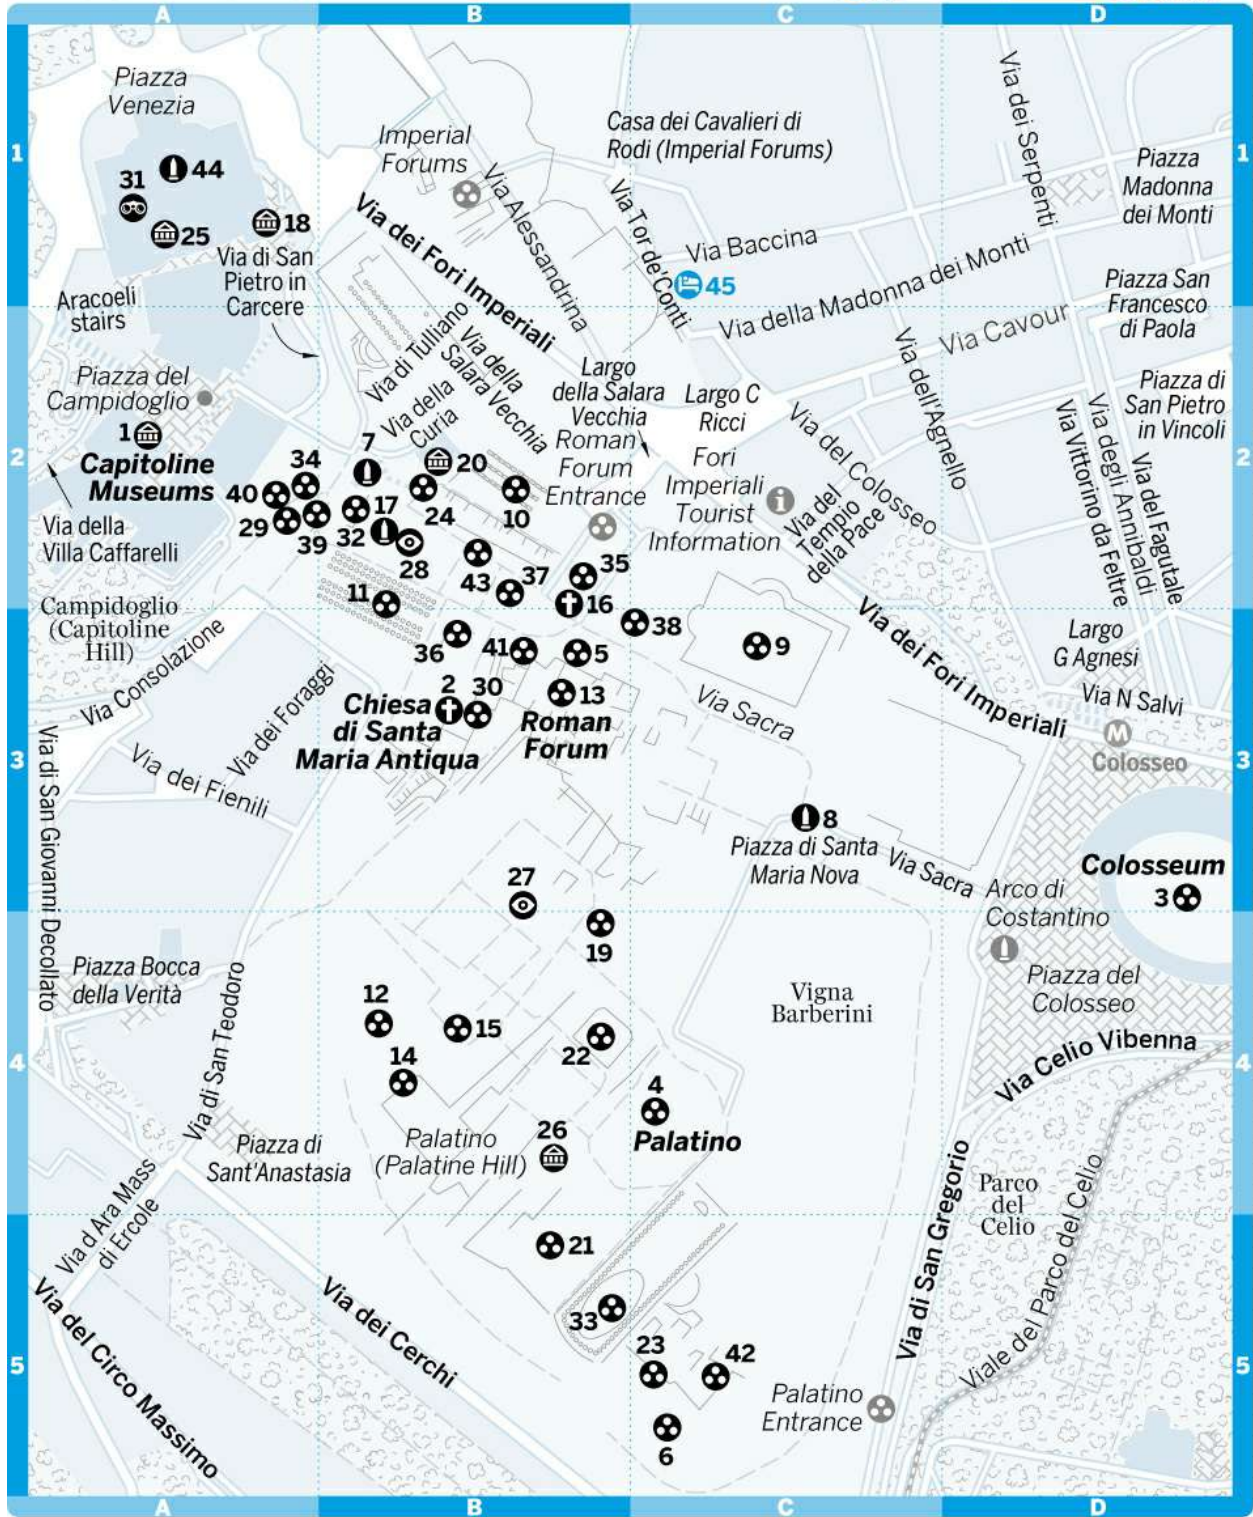 A B C D
1 1
2 2
3 3
4 4
5 5
Piazza
Venezia
44
31
25
18
Via di San
Pietro in
Carcere
Aracoeli
stairs
Imperial
Forums
Casa dei Cavalieri di
Rodi (Imperial Forums)
Via dei Fori Imperiali
Via Alessandrina
Via Tor de'Conti
Via Baccina
45
Via della Madonna dei Monti
Via dei Serpenti
Piazza
Madonna
dei Monti
Piazza San
Francesco
di Paola
Via Cavour
Piazza del
Campidoglio
1
Capitoline
Museums
Via di Tulliano
Via della
Salara Vecchia
Via della
Curia
Largo
della Salara
Vecchia
Largo C
Ricci
Via dell'Agnello
Piazza di
San Pietro
in Vincoli
Roman
Forum
Entrance
Fori
Imperiali
Tourist
Information
Via del Colosseo
Via del
Tempio
della Pace
Via Vittorino da Feltre
Via degli Annibaldi
Via del Fagutale
7
20
34
40
29
39
32
17
28
24
10
43
37
35
16
11
38
Via della
Villa Caffarelli
Campidoglio
(Capitoline
Hill)
Via Consolazione
36
41
5
9
Via dei Fori Imperiali
Largo
G Agnesi
Via N Salvi
2
30
13
Chiesa
di Santa
Maria Antiqua
Roman
Forum
Via Sacra
M
Colosseo
Via dei Foraggi
Via dei Fienili
Via di San Giovanni Decollato
8
Piazza di Santa
Maria Nova
Via Sacra
Colosseum
3
Arco di
Costantino
27
19
Piazza Bocca
della Verità
Piazza del
Colosseo
Vigna
Barberini
12
15
22
14
4
Palatino
Via di San Teodoro
Via Celio Vibenna
Piazza di
Sant'Anastasia
Palatino
(Palatine Hill)
26
Parco
del
Celio
Via di San Gregorio
Viale del Parco del Celio
Via d Ara Mass
di Ercole
21
33
Via dei Cerchi
Via del Circo Massimo
23
42
6
Palatino
Entrance
A B C D